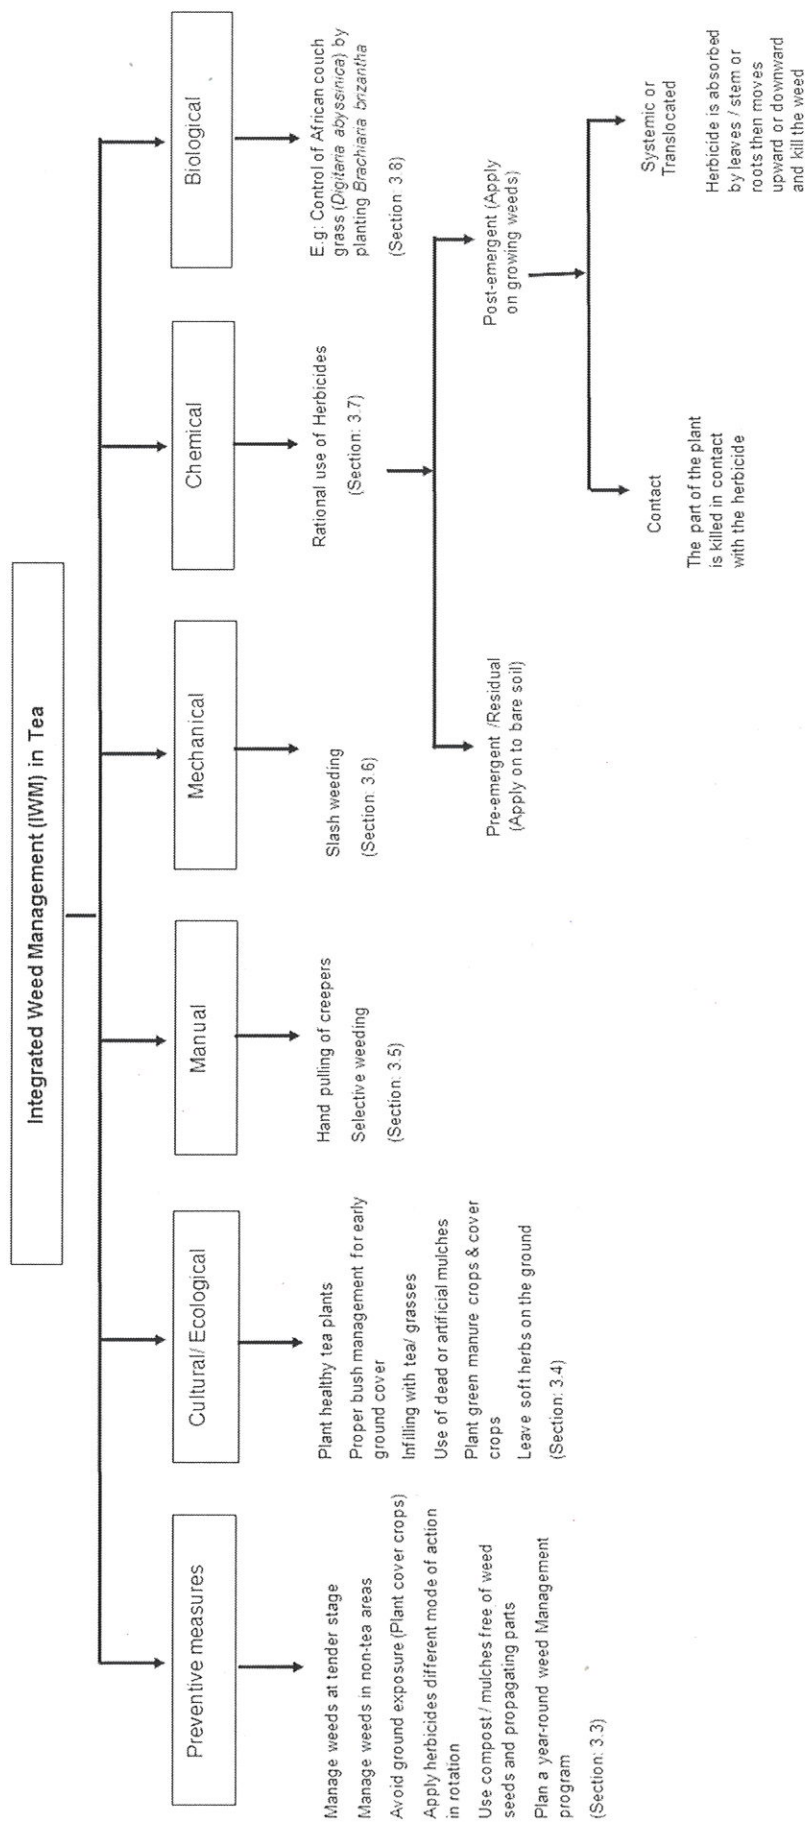 Integrated Weed Management (IWM) in Tea
Preventive measures
Manage weeds at tender stage
Manage weeds in non-tea areas
Avoid ground exposure (Plant cover crops)
Apply herbicides different mode of action
in rotation
Use compost / mulches free of weed
seeds and propagating parts
Plan a year-round weed Management
program
(Section: 3.3)
Cultural/ Ecological
Plant healthy tea plants
Proper bush management for early
ground cover
Infilling with tea/ grasses
Use of dead or artificial mulches
Plant green manure crops & cover
crops
Leave soft herbs on the ground
(Section: 3.4)
Manual
Hand pulling of creepers
Selective weeding
(Section: 3.5)
Mechanical
Slash weeding
(Section: 3.6)
Chemical
Rational use of Herbicides
(Section: 3.7)
Biological
E.g: Control of African couch
grass (Digitaria abyssinica) by
planting Brachiaria brizantha
(Section: 3.8)
Pre-emergent /Residual
(Apply on to bare soil)
Post-emergent (Apply
on growing weeds)
Contact
The part of the plant
is killed in contact
with the herbicide
Systemic or
Translocated
Herbicide is absorbed
by leaves / stem or
roots then moves
upward or downward
and kill the weed